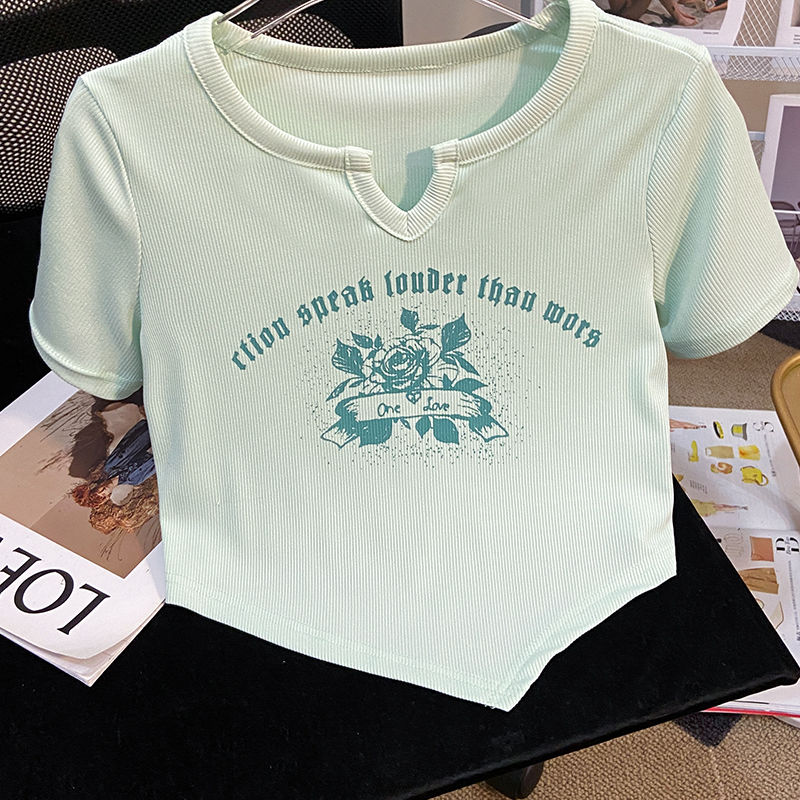 ction speak louder than wors
One Love
LOE